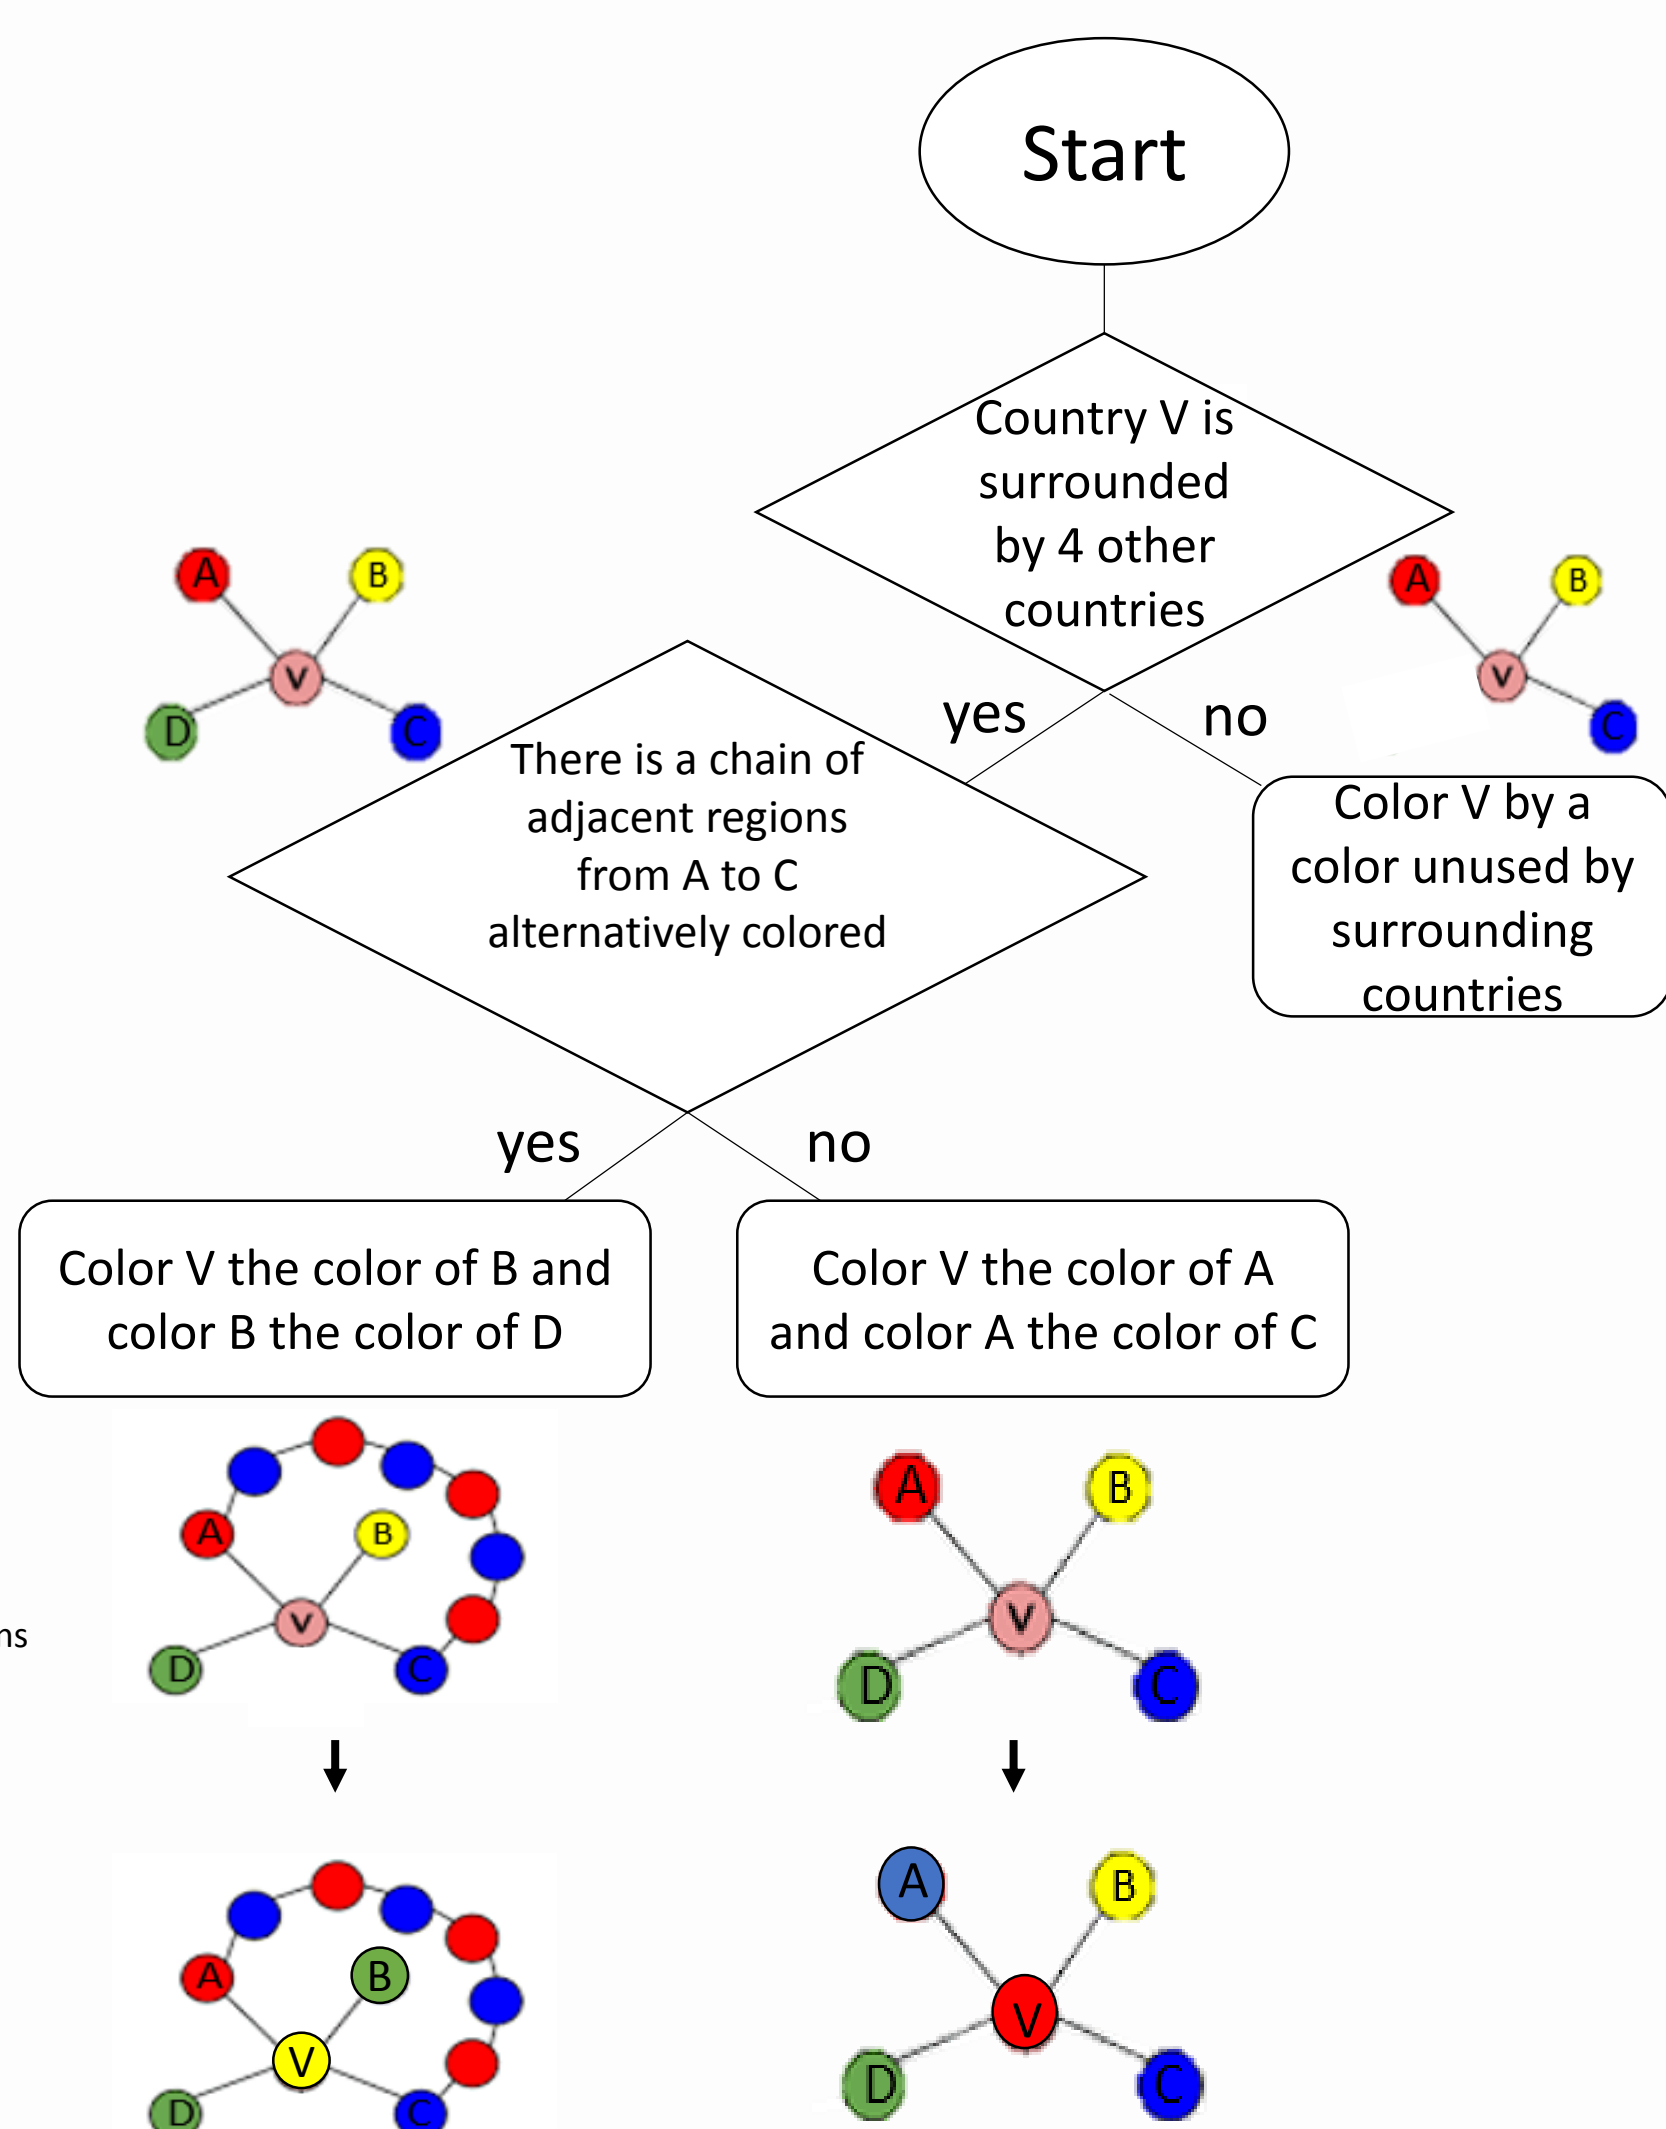 Start
Country V is
surrounded
by 4 other
countries
A
B
V
D
C
A
B
V
C
yes
no
There is a chain of
adjacent regions
from A to C
alternatively colored
Color V by a
color unused by
surrounding
countries
yes
no
Color V the color of B and
color B the color of D
Color V the color of A
and color A the color of C
A
B
V
D
C
A
B
V
D
C
ns
A
B
V
D
C
A
B
V
D
C